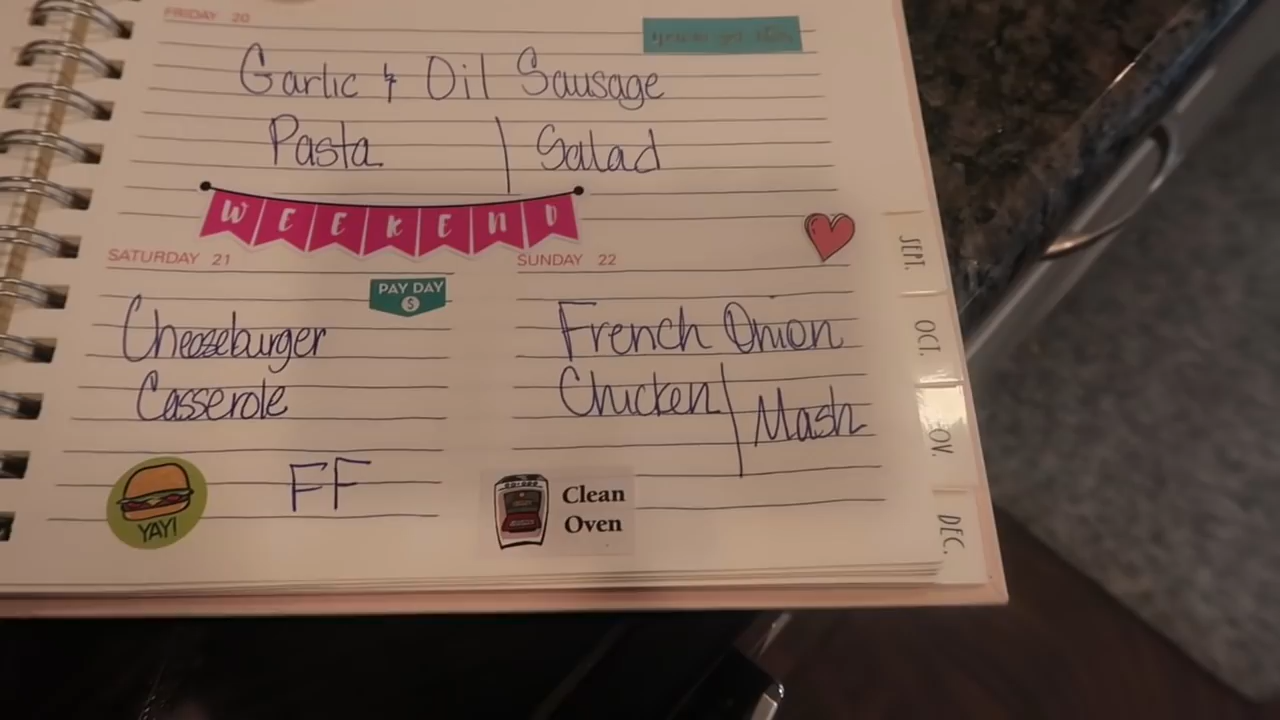 FRIDAY 20
Garlic & Oil Sausage
Pasta | Salad
WEEKEND
SATURDAY 21
SUNDAY 22
PAY DAY
$
Cheeseburger
Casserole
FF
YAY!
French Onion
Chicken | Mash
Clean
Oven
SEPT.
OCT.
OV.
DEC.